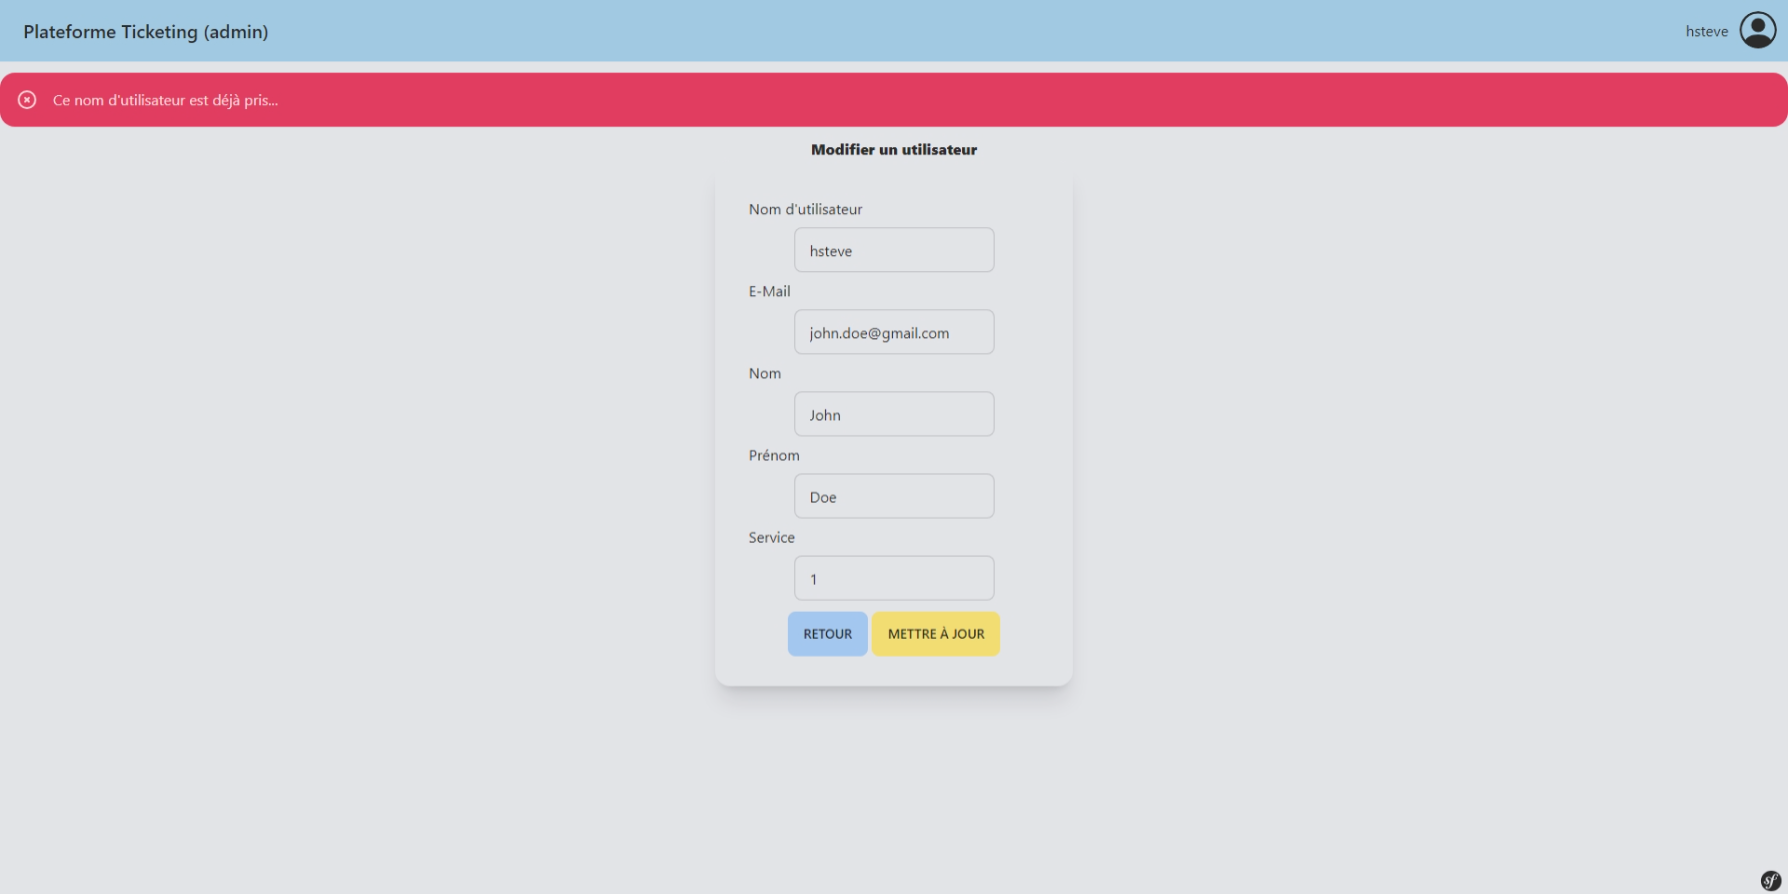 Plateforme Ticketing (admin)
hsteve
Ce nom d'utilisateur est déjà pris...
Modifier un utilisateur
Nom d'utilisateur
hsteve
E-Mail
john.doe@gmail.com
Nom
John
Prénom
Doe
Service
1
RETOUR METTRE À JOUR
sf